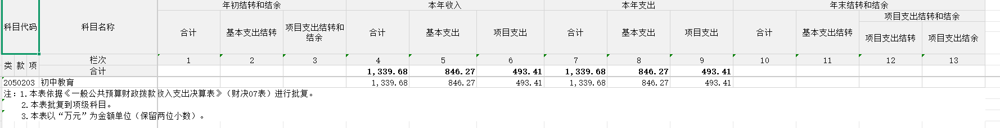 科目代码 科目名称 年初结转和结余 本年收入 本年支出 年末结转和结余
合计 基本支出结转 项目支出结转和结余 合计 基本支出 项目支出 合计 基本支出 项目支出 合计 基本支出结转 项目支出结转和结余
项目支出结转 项目支出结余
类 款 项 栏次 1 2 3 4 5 6 7 8 9 10 11 12 13
合计 1,339.68 846.27 493.41 1,339.68 846.27 493.41
2050203 初中教育 1,339.68 846.27 493.41 1,339.68 846.27 493.41
注：1.本表依据《一般公共预算财政拨款收入支出决算表》（财决07表）进行批复。
2.本表批复到项级科目。
3.本表以“万元”为金额单位（保留两位小数）。